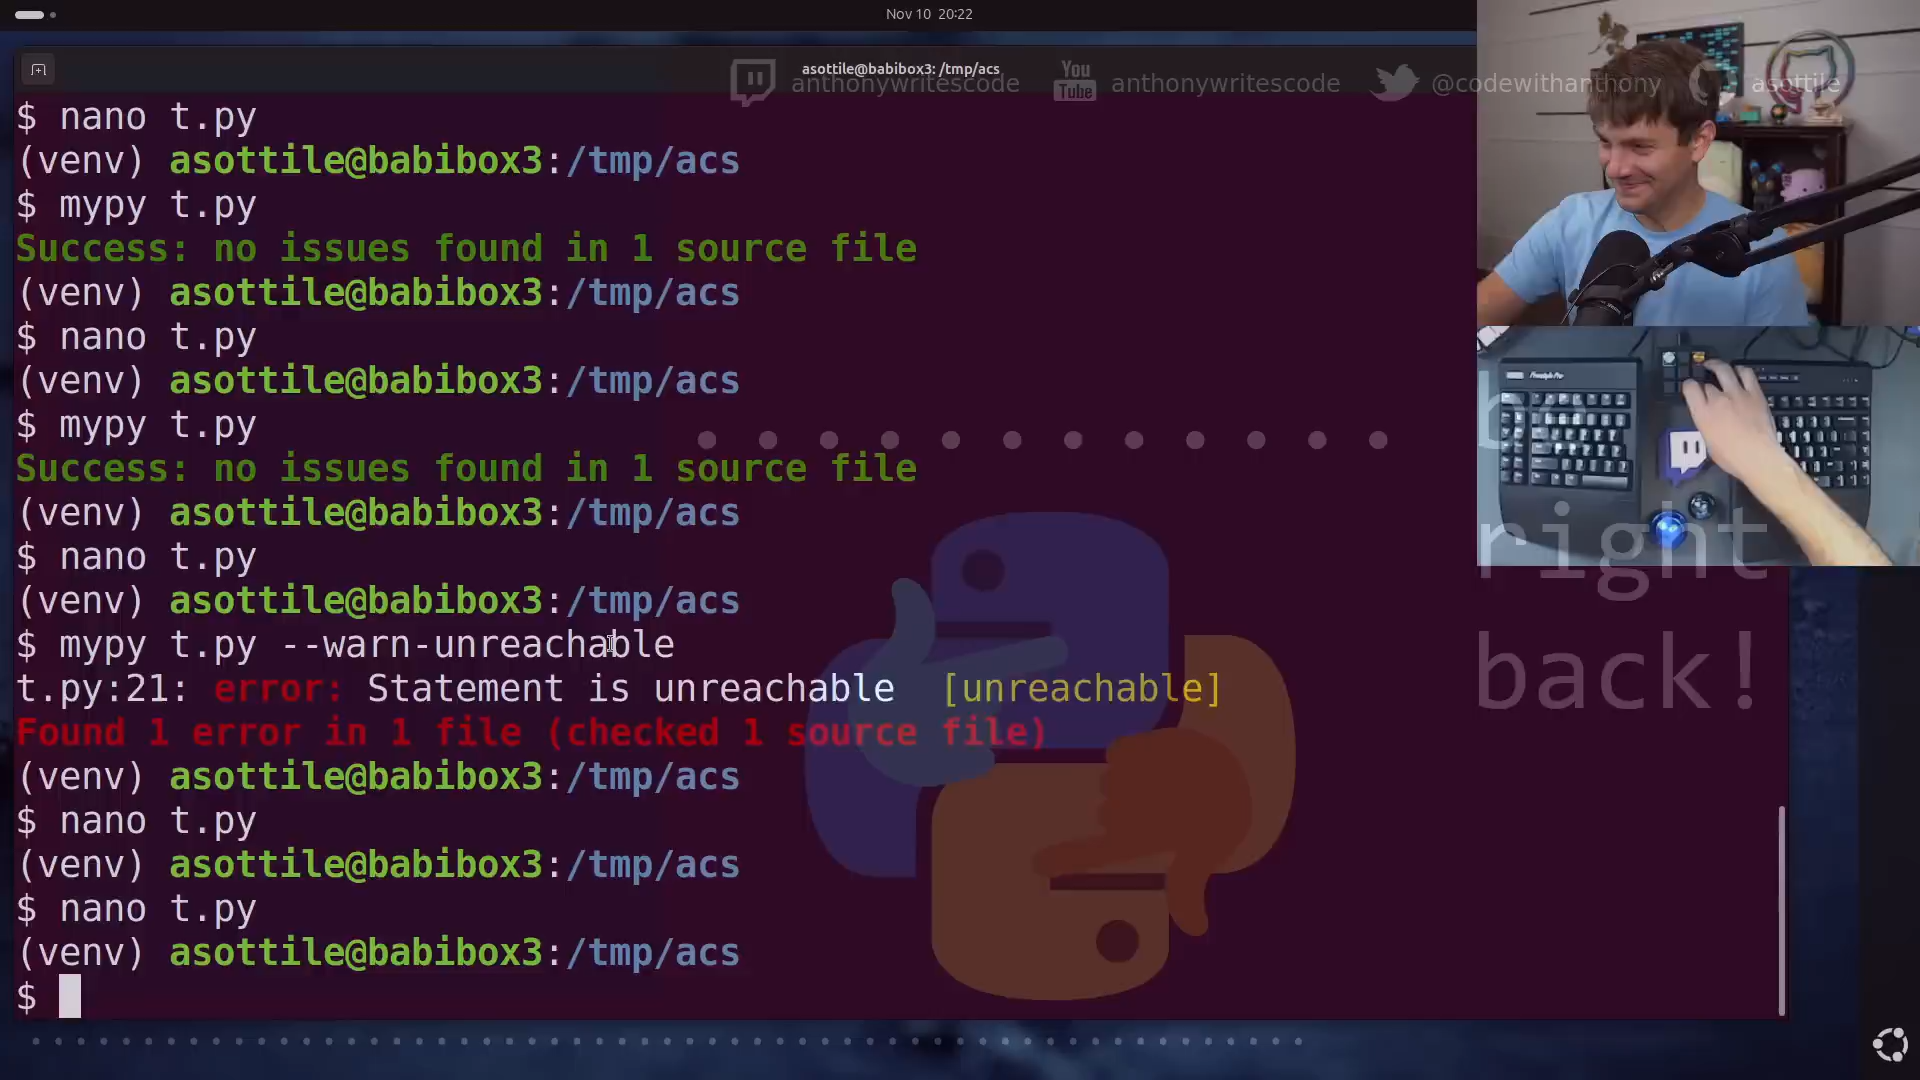 Nov 10 20:22
asottile@babibox3: /tmp/acs
anthonywritescode
You
Tube
anthonywritescode
@codewithanthony
asottile
$ nano t.py
(venv) asottile@babibox3:/tmp/acs
$ mypy t.py
Success: no issues found in 1 source file
(venv) asottile@babibox3:/tmp/acs
$ nano t.py
(venv) asottile@babibox3:/tmp/acs
$ mypy t.py
Success: no issues found in 1 source file
(venv) asottile@babibox3:/tmp/acs
$ nano t.py
(venv) asottile@babibox3:/tmp/acs
$ mypy t.py --warn-unreachable
t.py:21: error: Statement is unreachable [unreachable]
Found 1 error in 1 file (checked 1 source file)
(venv) asottile@babibox3:/tmp/acs
$ nano t.py
(venv) asottile@babibox3:/tmp/acs
$ nano t.py
(venv) asottile@babibox3:/tmp/acs
$
Freestyle Pro
be
right
back!